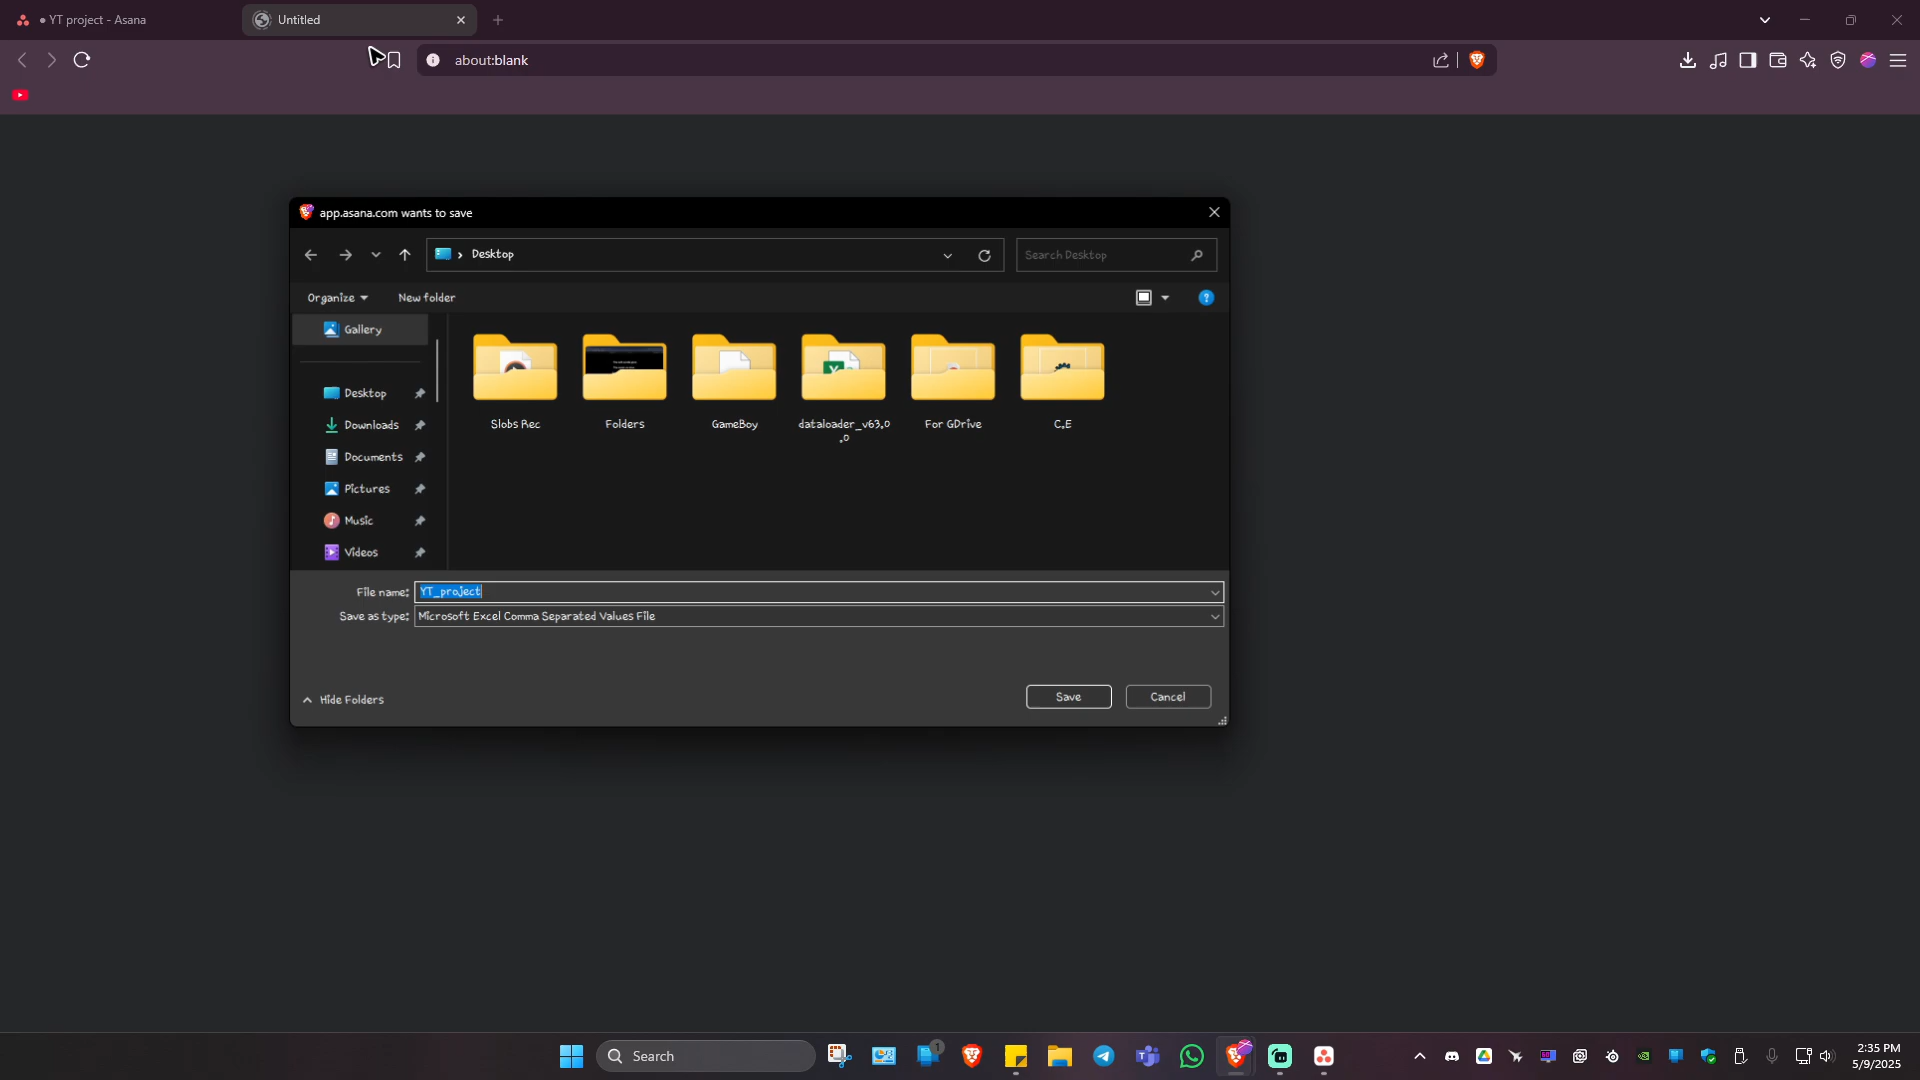 YT project - Asana
Untitled
about:blank
app.asana.com wants to save
Desktop
Search Desktop
Organize
New folder
Gallery
Desktop
Downloads
Documents
Pictures
Music
Videos
Slobs Rec
Folders
GameBoy
dataloader_v63.0
.0
For GDrive
C.E
File name: YT_project
Save as type: Microsoft Excel Comma Separated Values File
Hide Folders
Save
Cancel
Search
1
2:35 PM
5/9/2025